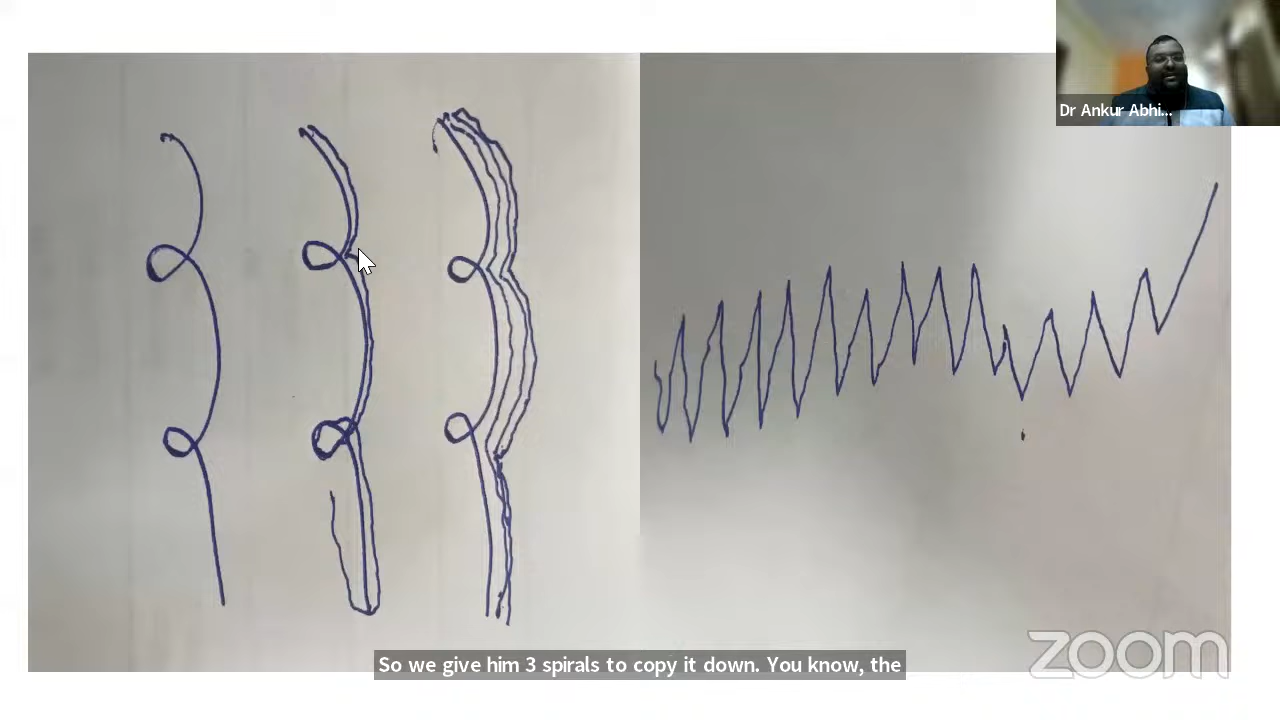 Dr Ankur Abhi...
So we give him 3 spirals to copy it down. You know, the
zoom